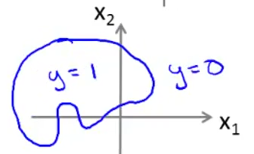 x₂
y = 1
y = 0
x₁